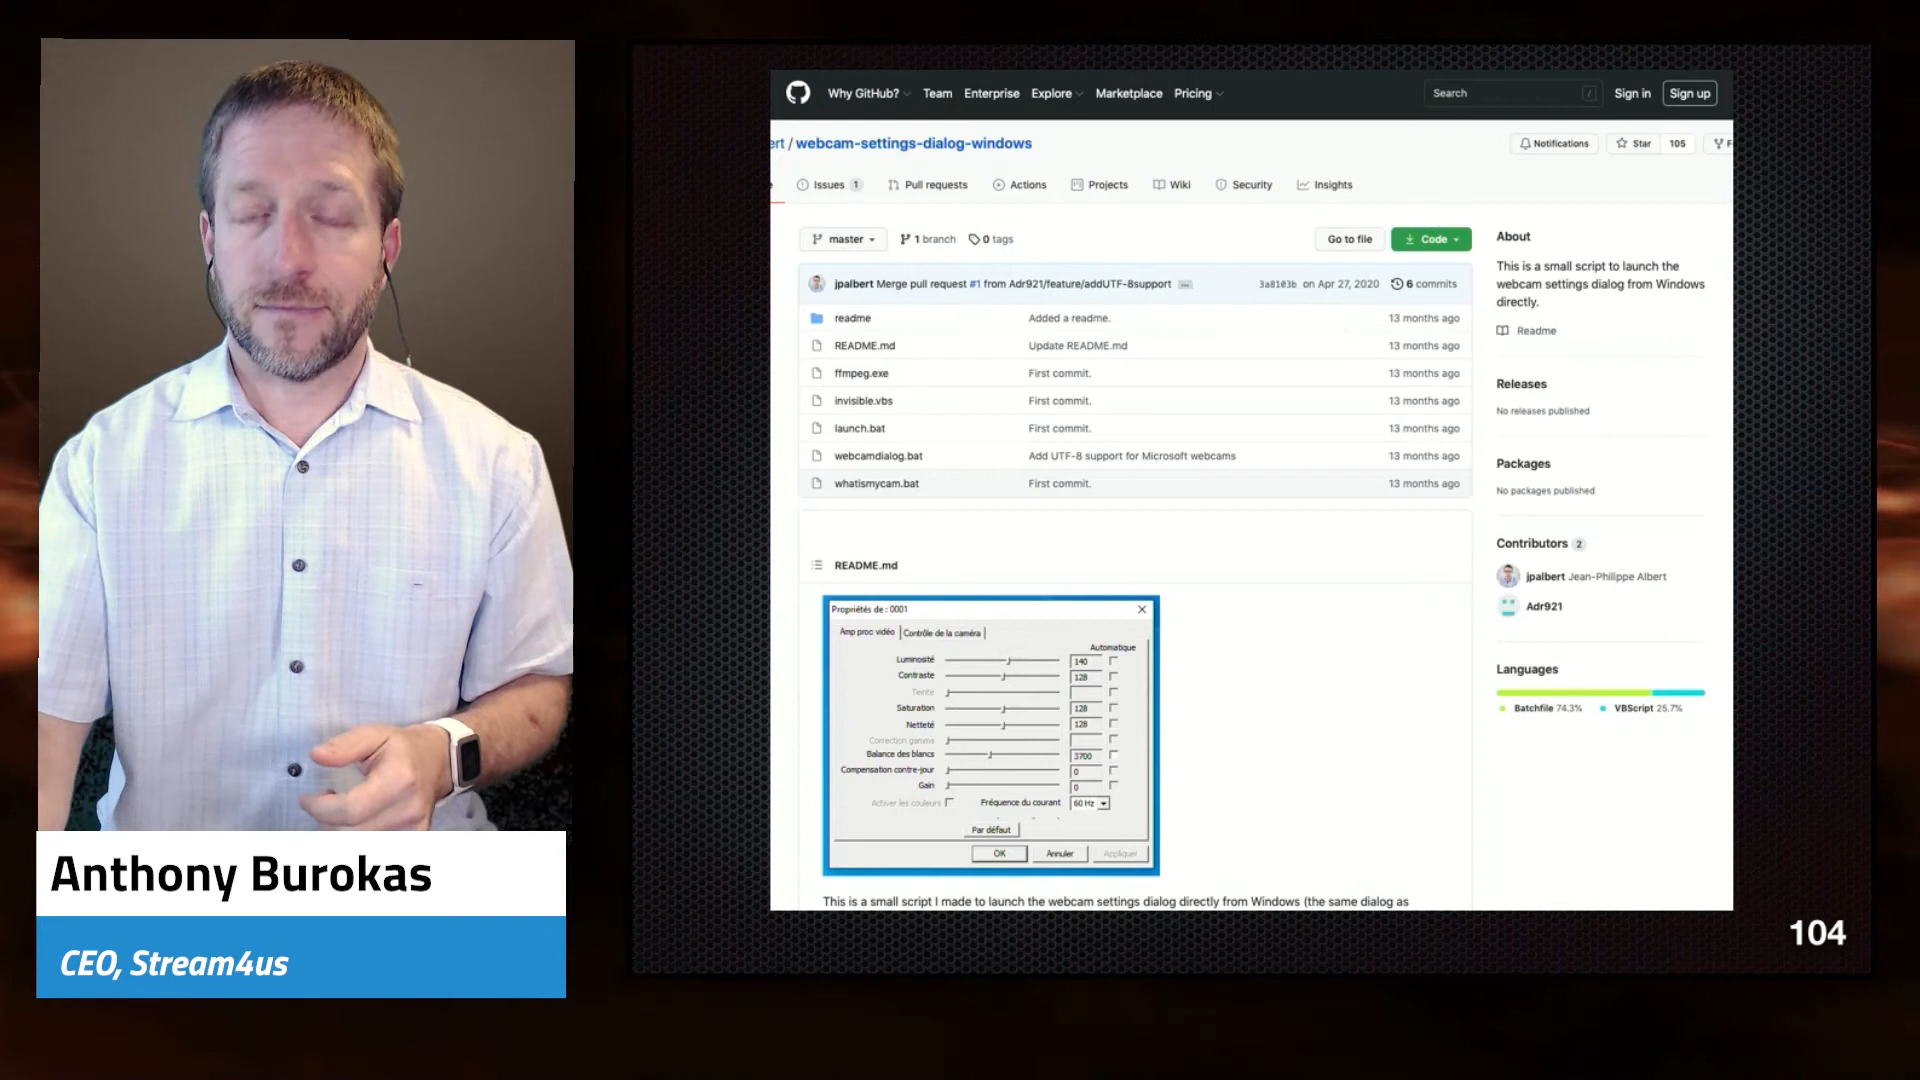 Why GitHub?
Team
Enterprise
Explore
Marketplace
Pricing
Search
/
Sign in
Sign up
ert / webcam-settings-dialog-windows
Notifications
Star
105
F
Issues 1
Pull requests
Actions
Projects
Wiki
Security
Insights
master
1 branch
0 tags
Go to file
Code
jpalbert Merge pull request #1 from Adr921/feature/addUTF-8support ...
3a8103b on Apr 27, 2020
6 commits
readme Added a readme. 13 months ago
README.md Update README.md 13 months ago
ffmpeg.exe First commit. 13 months ago
invisible.vbs First commit. 13 months ago
launch.bat First commit. 13 months ago
webcamdialog.bat Add UTF-8 support for Microsoft webcams 13 months ago
whatismycam.bat First commit. 13 months ago
README.md
Propriétés de : 0001
Amp proc vidéo
Contrôle de la caméra
Automatique
Luminosité 140
Contraste 128
Teinte
Saturation 128
Netteté 128
Correction gamma
Balance des blancs 3700
Compensation contre-jour 0
Gain 0
Activer les couleurs
Fréquence du courant 60 Hz
Par défaut
OK
Annuler
Appliquer
This is a small script I made to launch the webcam settings dialog directly from Windows (the same dialog as
About
This is a small script to launch the
webcam settings dialog from Windows
directly.
Readme
Releases
No releases published
Packages
No packages published
Contributors 2
jpalbert Jean-Philippe Albert
Adr921
Languages
Batchfile 74.3%
VBScript 25.7%
104
Anthony Burokas
CEO, Stream4us